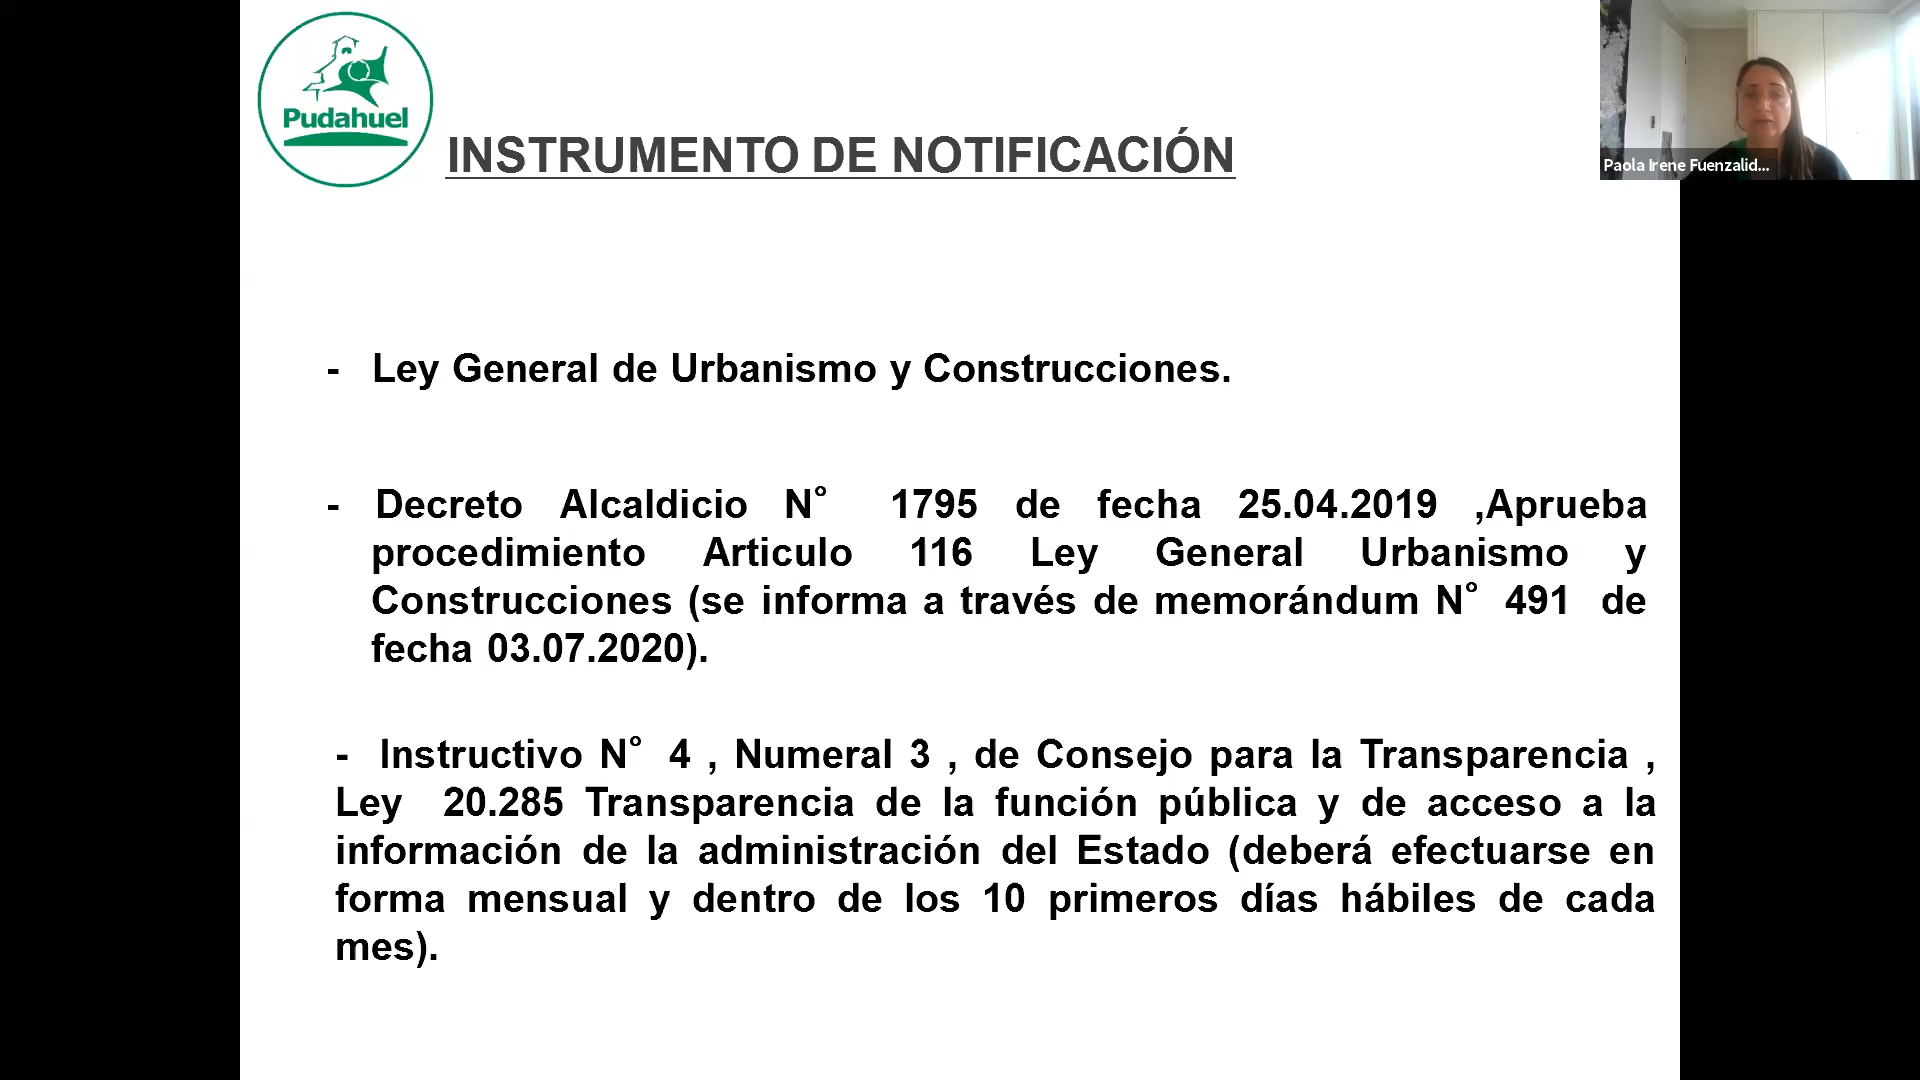 Pudahuel
INSTRUMENTO DE NOTIFICACIÓN
Paola Irene Fuenzalid...
- Ley General de Urbanismo y Construcciones.
- Decreto Alcaldicio N° 1795 de fecha 25.04.2019 ,Aprueba
procedimiento Articulo 116 Ley General Urbanismo y
Construcciones (se informa a través de memorándum N° 491 de
fecha 03.07.2020).
- Instructivo N° 4 , Numeral 3 , de Consejo para la Transparencia ,
Ley 20.285 Transparencia de la función pública y de acceso a la
información de la administración del Estado (deberá efectuarse en
forma mensual y dentro de los 10 primeros días hábiles de cada
mes).